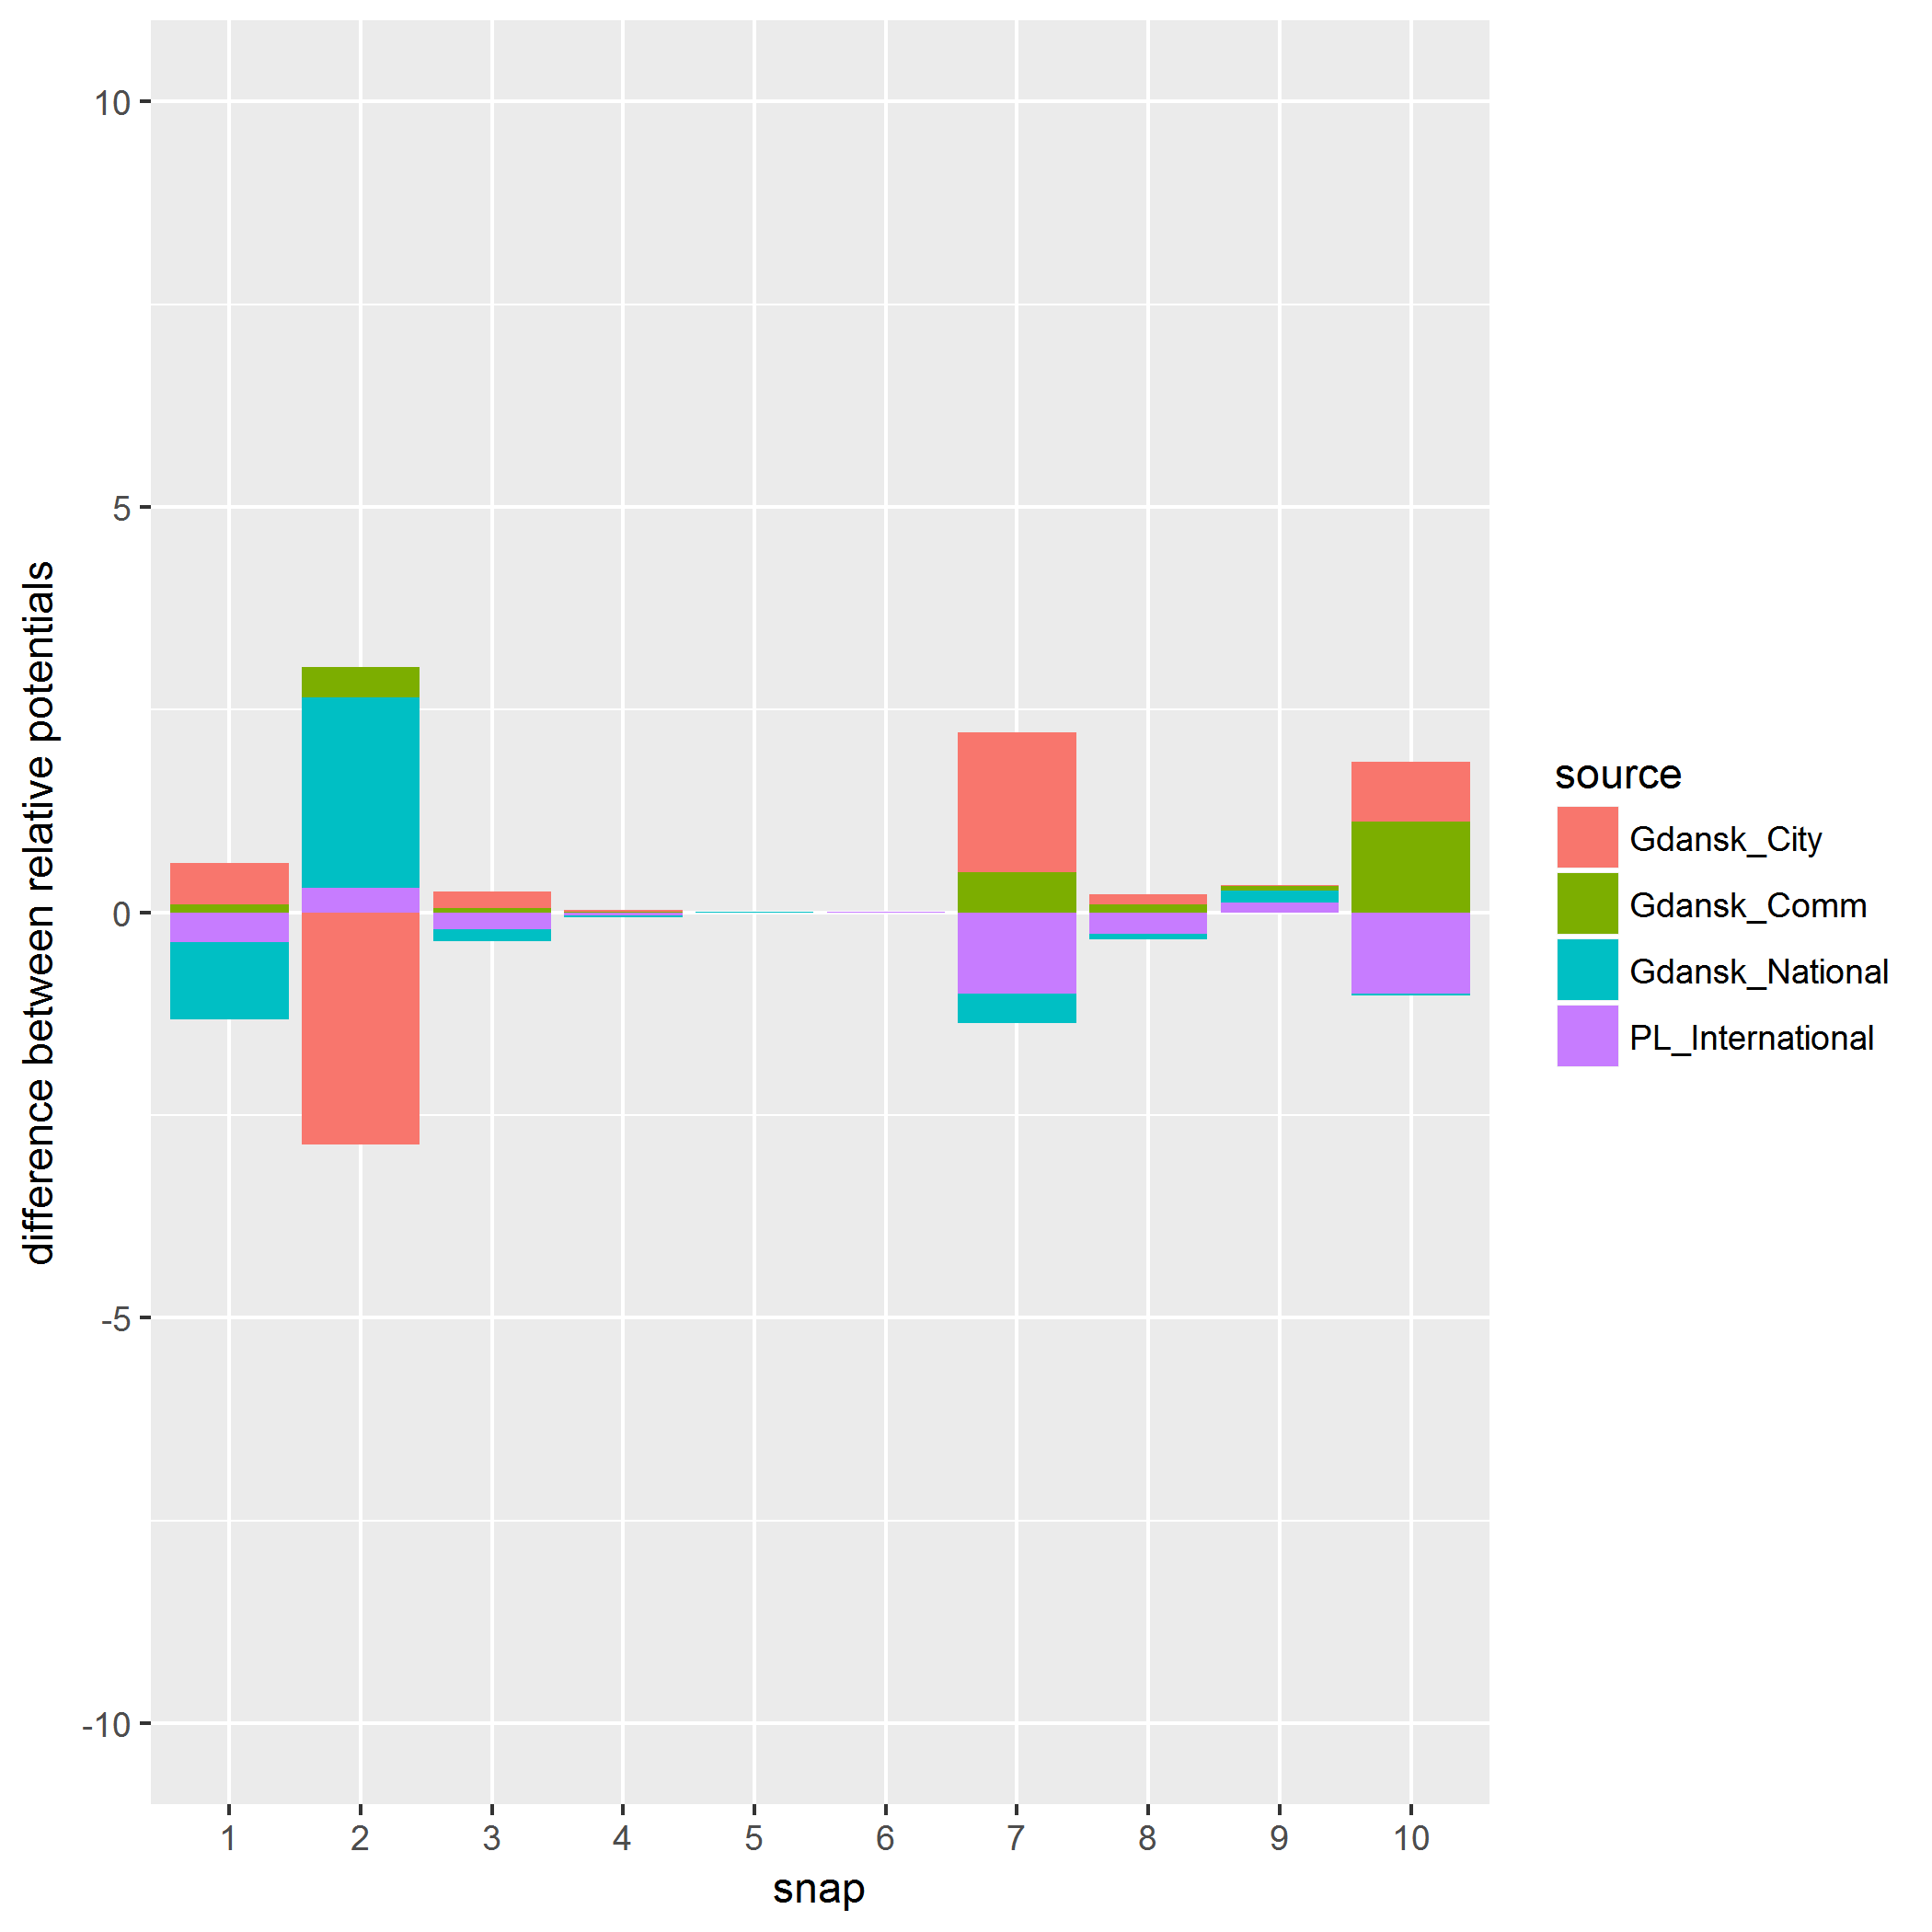 difference between relative potentials
10
5
0
-5
-10
1 2 3 4 5 6 7 8 9 10
snap
source
Gdansk_City
Gdansk_Comm
Gdansk_National
PL_International